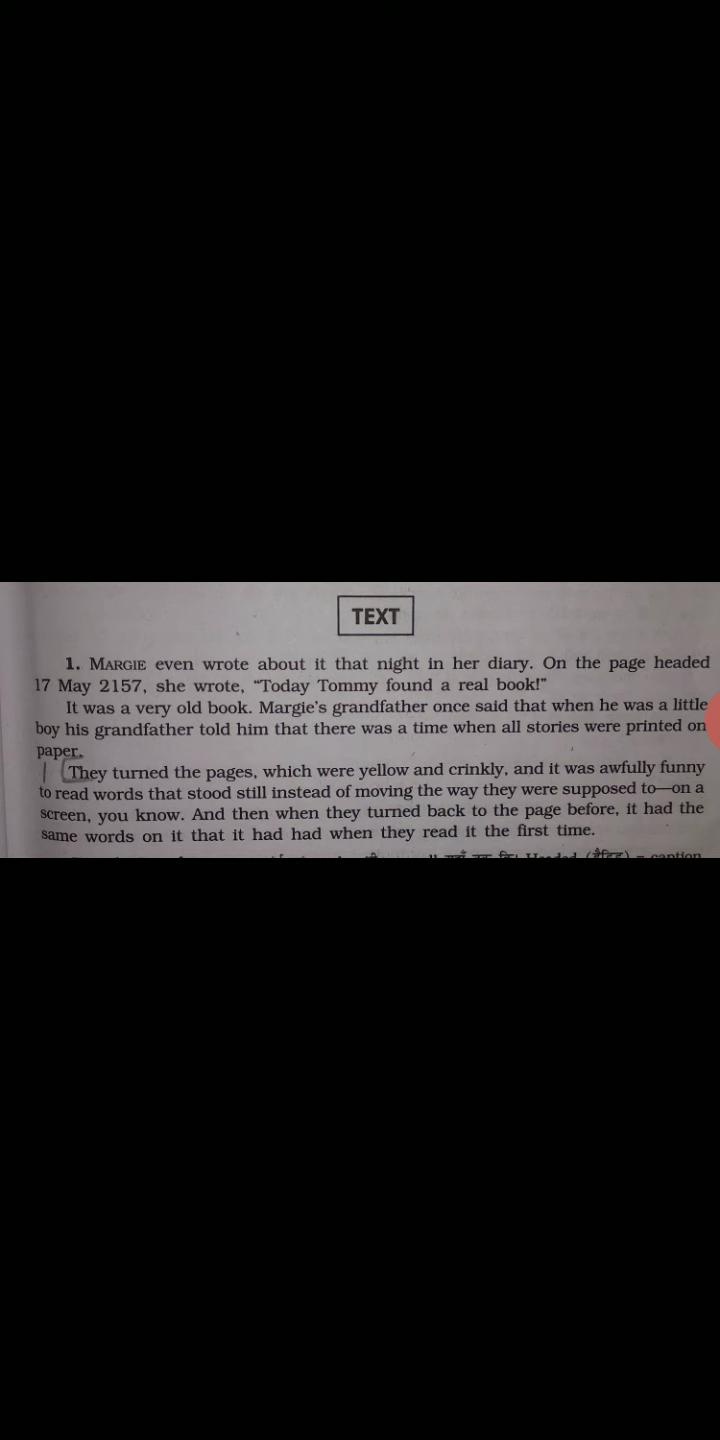 TEXT
1. MARGIE even wrote about it that night in her diary. On the page headed
17 May 2157, she wrote, “Today Tommy found a real book!”
It was a very old book. Margie’s grandfather once said that when he was a little
boy his grandfather told him that there was a time when all stories were printed on
paper.
They turned the pages, which were yellow and crinkly, and it was awfully funny
to read words that stood still instead of moving the way they were supposed to—on a
screen, you know. And then when they turned back to the page before, it had the
same words on it that it had had when they read it the first time.